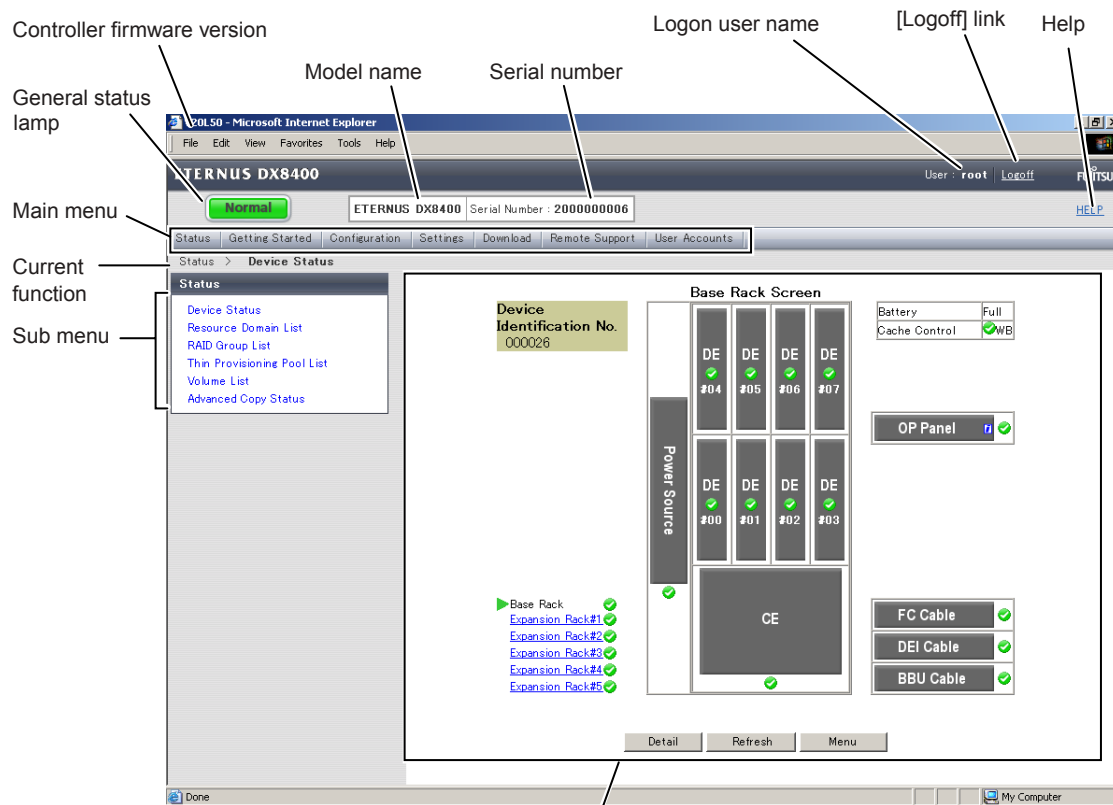 Controller firmware version
Logon user name
[Logoff] link
Help
Model name
Serial number
General status
lamp
20L50 - Microsoft Internet Explorer
File Edit View Favorites Tools Help
ETERNUS DX8400
User : root | Logoff
FUJITSU
Normal
ETERNUS DX8400 Serial Number : 2000000006
HELP
Main menu
Status Getting Started Configuration Settings Download Remote Support User Accounts
Current
function
Status > Device Status
Sub menu
Status
Device Status
Resource Domain List
RAID Group List
Thin Provisioning Pool List
Volume List
Advanced Copy Status
Base Rack Screen
Device
Identification No.
000026
Battery Full
Cache Control WB
DE DE DE DE
#04 #05 #06 #07
OP Panel
Power Source
DE DE DE DE
#00 #01 #02 #03
CE
Base Rack
Expansion Rack#1
Expansion Rack#2
Expansion Rack#3
Expansion Rack#4
Expansion Rack#5
FC Cable
DEI Cable
BBU Cable
Detail Refresh Menu
Done
My Computer